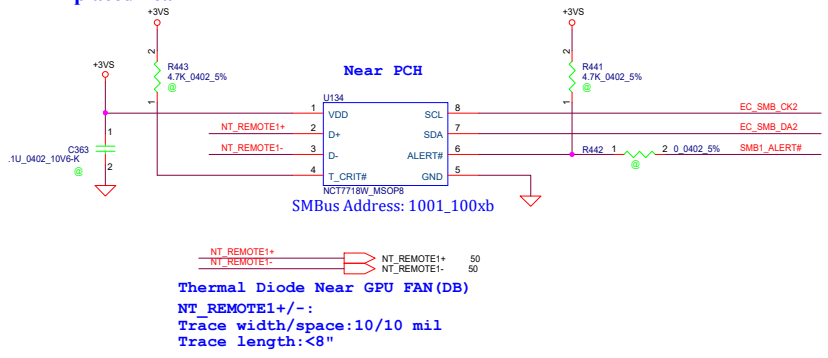 +3VS
+3VS
+3VS
2
R443
4.7K_0402_5%
@
1
Near PCH
2
R441
4.7K_0402_5%
@
1
U134
1 VDD SCL 8 EC_SMB_CK2
NT_REMOTE1+ 2 D+ SDA 7 EC_SMB_DA2
NT_REMOTE1- 3 D- ALERT# 6 R442 1 2 0_0402_5% SMB1_ALERT#
@
4 T_CRIT# GND 5
NCT7718W_MSOP8
1
C363
.1U_0402_10V6-K
@
2
SMBus Address: 1001_100xb
NT_REMOTE1+ NT_REMOTE1+ 50
NT_REMOTE1- NT_REMOTE1- 50
Thermal Diode Near GPU FAN(DB)
NT_REMOTE1+/-:
Trace width/space:10/10 mil
Trace length:<8"